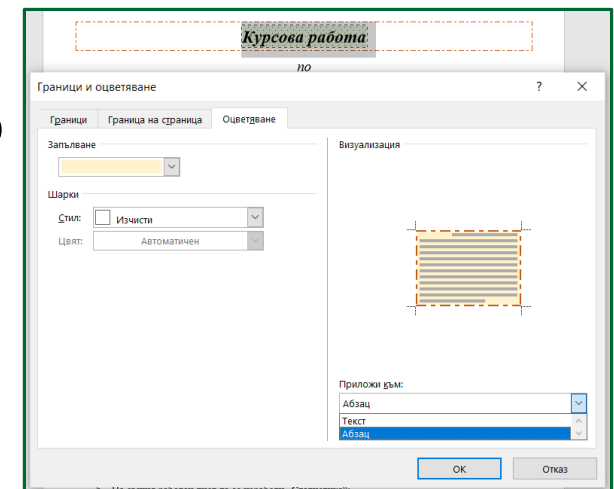 Курсова работа
по
Граници и оцветяване ? ×
Граници Граница на страница Оцветяване
Запълване
Шарки
Стил: Изчисти
Цвят: Автоматичен
Визуализация
Приложи към:
Абзац
Текст
Абзац
OK Отказ